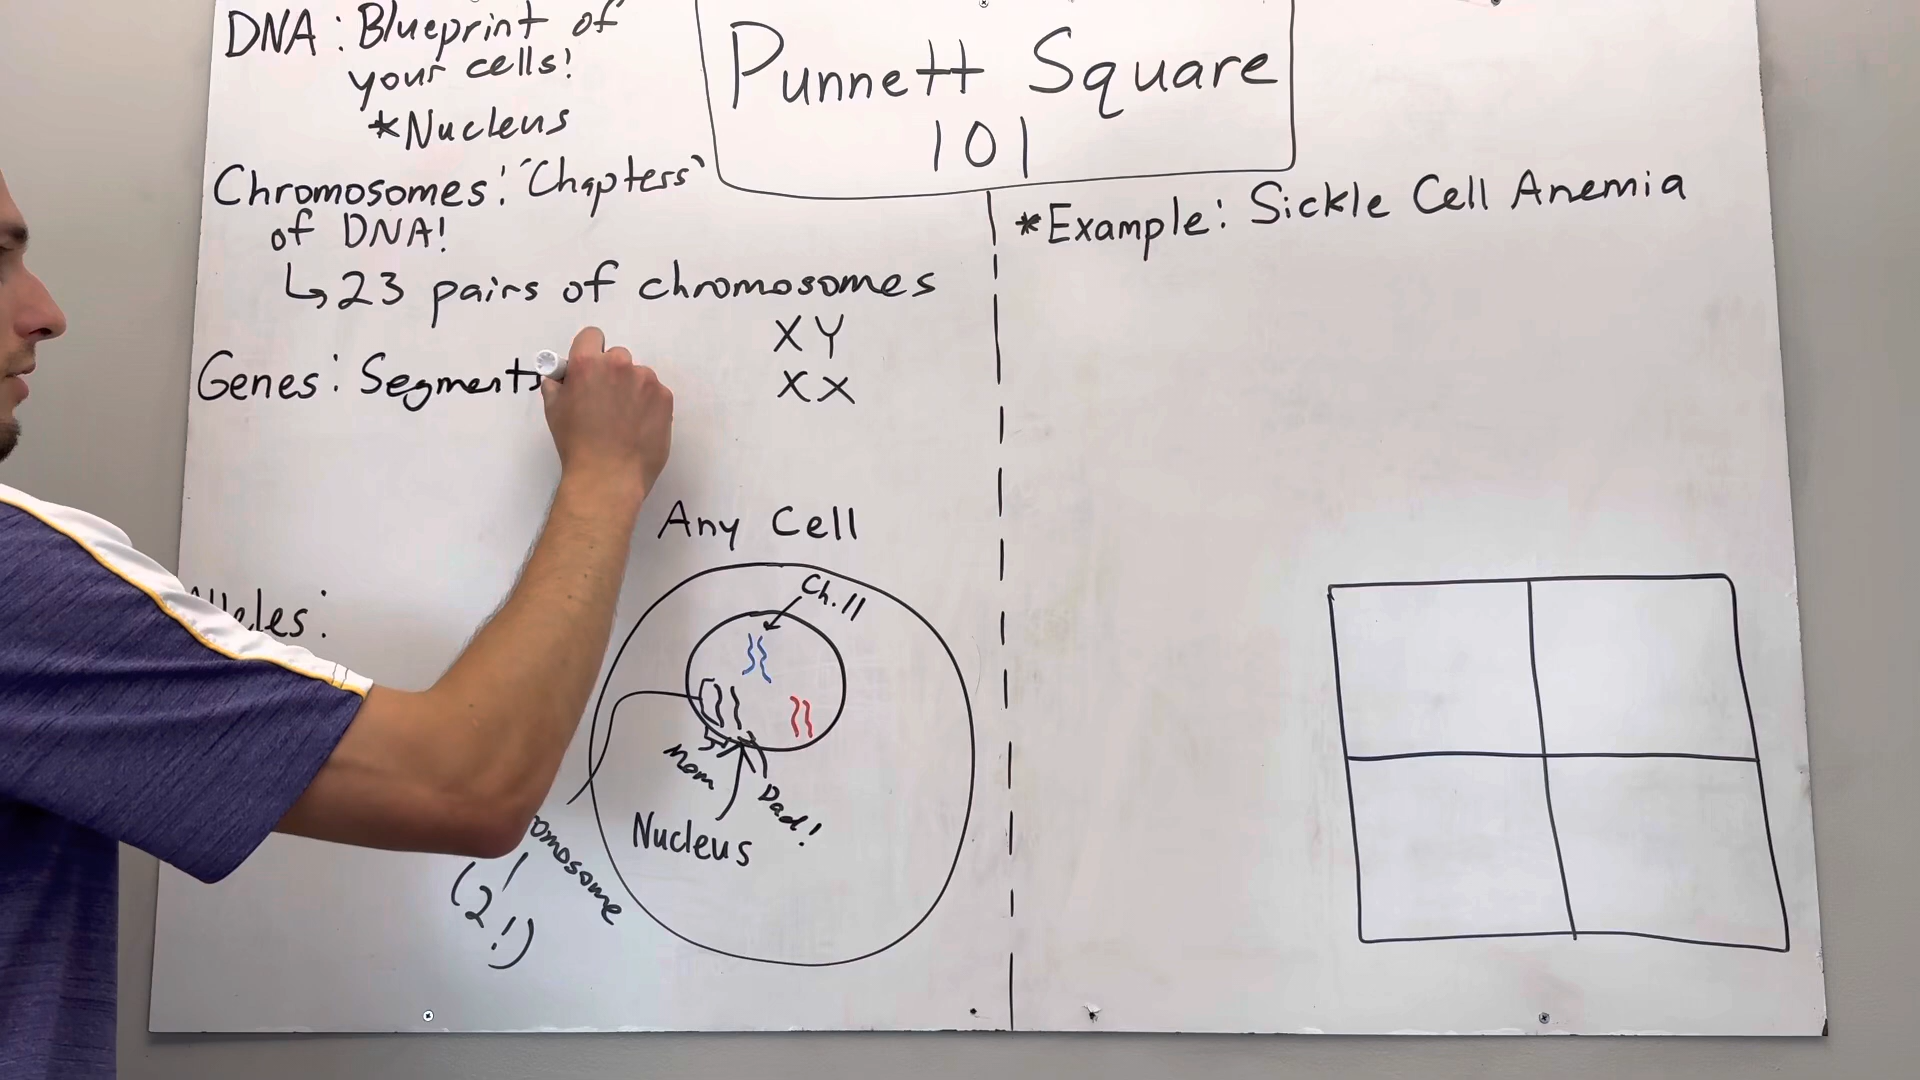 DNA: Blueprint of
your cells!
*Nucleus
Chromosomes: "Chapters"
of DNA!
↳ 23 pairs of chromosomes
XY
XX
Genes: Segments
Alleles:
Any Cell
Ch. 11
Mom
Dad!
Nucleus
omosome
(2!)
Punnett Square
101
*Example: Sickle Cell Anemia